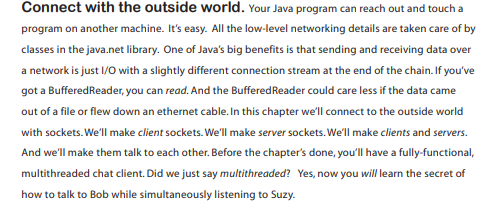 Connect with the outside world. Your Java program can reach out and touch a
program on another machine. It's easy. All the low-level networking details are taken care of by
classes in the java.net library. One of Java's big benefits is that sending and receiving data over
a network is just I/O with a slightly different connection stream at the end of the chain. If you've
got a BufferedReader, you can read. And the BufferedReader could care less if the data came
out of a file or flew down an ethernet cable. In this chapter we'll connect to the outside world
with sockets. We'll make client sockets. We'll make server sockets. We'll make clients and servers.
And we'll make them talk to each other. Before the chapter's done, you'll have a fully-functional,
multithreaded chat client. Did we just say multithreaded? Yes, now you will learn the secret
of how to talk to Bob while simultaneously listening to Suzy.